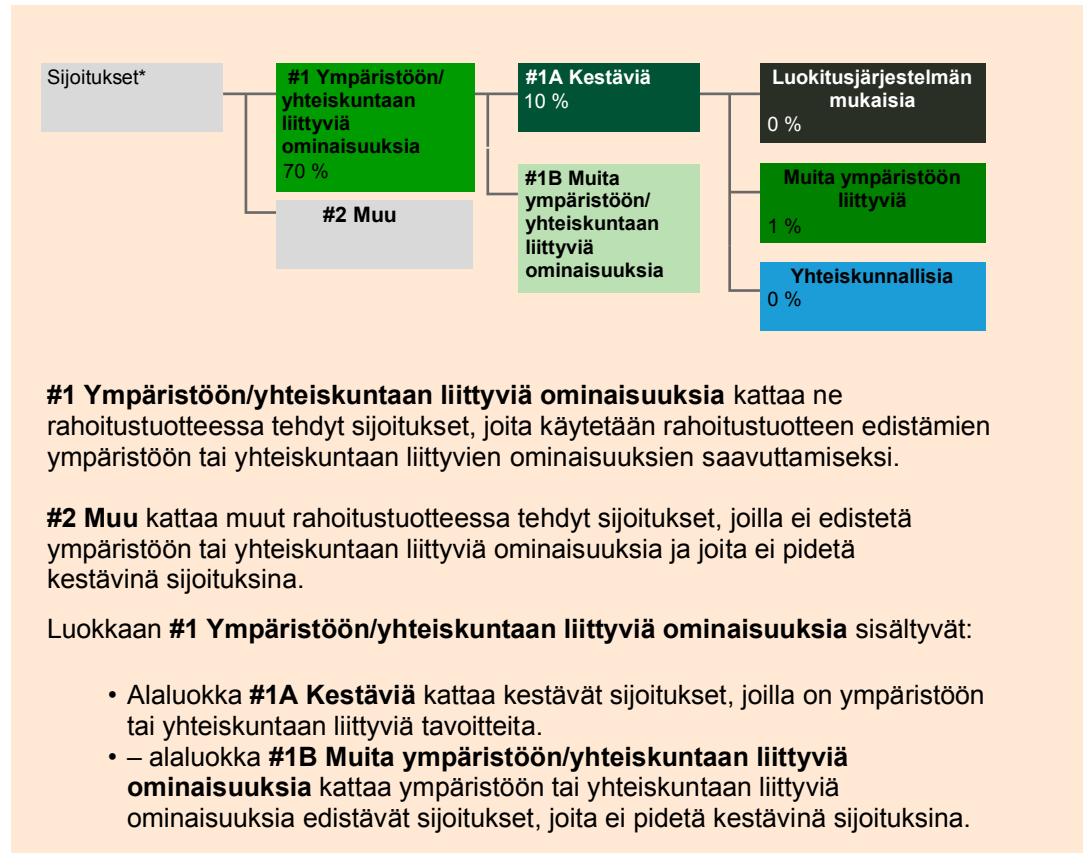 Sijoitukset*
#1 Ympäristöön/
yhteiskuntaan
liittyviä
ominaisuuksia
70 %
#2 Muu
#1A Kestäviä
10 %
#1B Muita
ympäristöön/
yhteiskuntaan
liittyviä
ominaisuuksia
Luokitusjärjestelmän
mukaisia
0 %
Muita ympäristöön
liittyviä
1 %
Yhteiskunnallisia
0 %
#1 Ympäristöön/yhteiskuntaan liittyviä ominaisuuksia kattaa ne
rahoitustuotteessa tehdyt sijoitukset, joita käytetään rahoitustuotteen edistämien
ympäristöön tai yhteiskuntaan liittyvien ominaisuuksien saavuttamiseksi.
#2 Muu kattaa muut rahoitustuotteessa tehdyt sijoitukset, joilla ei edistetä
ympäristöön tai yhteiskuntaan liittyviä ominaisuuksia ja joita ei pidetä
kestävinä sijoituksina.
Luokkaan #1 Ympäristöön/yhteiskuntaan liittyviä ominaisuuksia sisältyvät:
• Alaluokka #1A Kestäviä kattaa kestävät sijoitukset, joilla on ympäristöön
tai yhteiskuntaan liittyviä tavoitteita.
• – alaluokka #1B Muita ympäristöön/yhteiskuntaan liittyviä
ominaisuuksia kattaa ympäristöön tai yhteiskuntaan liittyviä
ominaisuuksia edistävät sijoitukset, joita ei pidetä kestävinä sijoituksina.